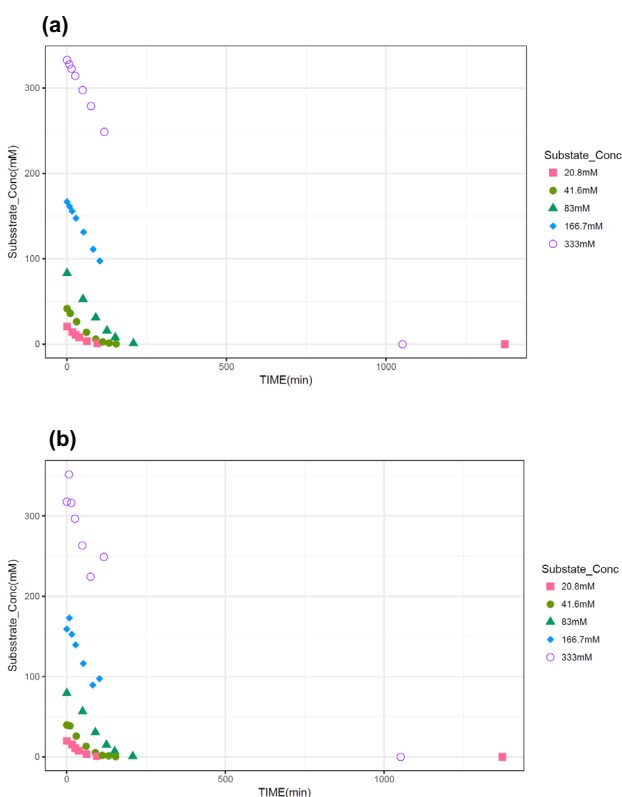 (a)
300
200
100
0
0
500
1000
Subsstrate_Conc(mM)
TIME(min)
Substate_Conc
20.8mM
41.6mM
83mM
166.7mM
333mM
(b)
300
200
100
0
0
500
1000
Subsstrate_Conc(mM)
TIME(min)
Substate_Conc
20.8mM
41.6mM
83mM
166.7mM
333mM